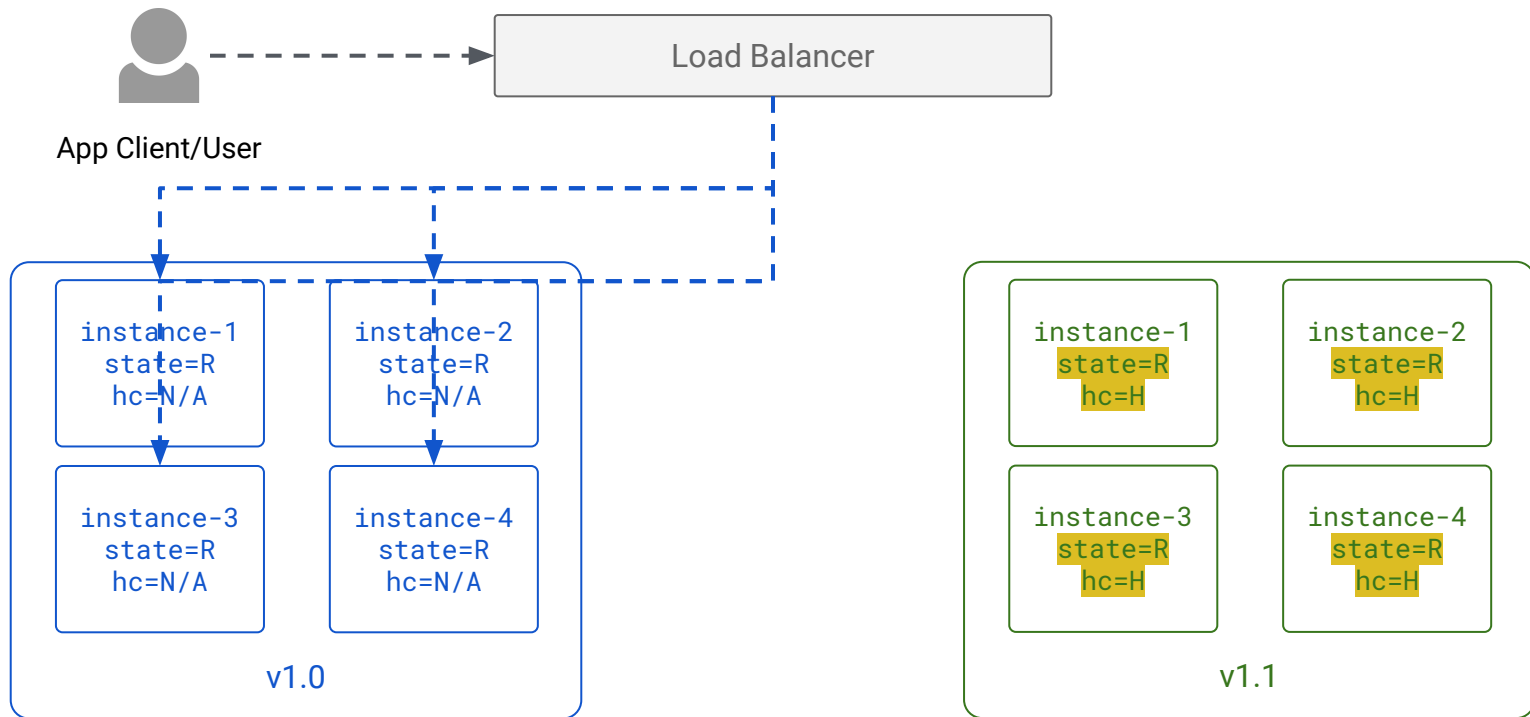 Load Balancer
App Client/User
instance-1
state=R
hc=N/A
instance-2
state=R
hc=N/A
instance-3
state=R
hc=N/A
instance-4
state=R
hc=N/A
v1.0
instance-1
state=R
hc=H
instance-2
state=R
hc=H
instance-3
state=R
hc=H
instance-4
state=R
hc=H
v1.1